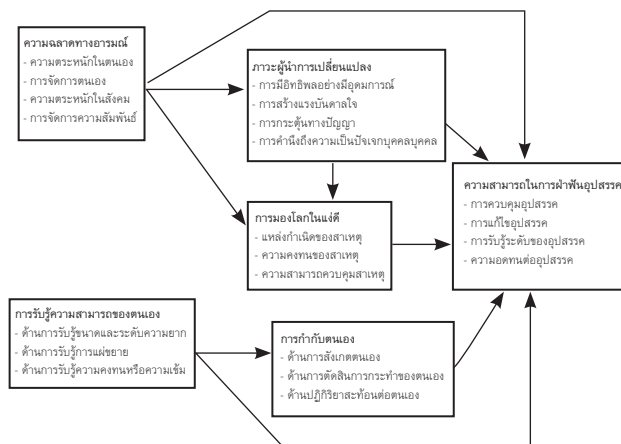 ความฉลาดทางอารมณ์
- ความตระหนักในตนเอง
- การจัดการตนเอง
- ความตระหนักในสังคม
- การจัดการความสัมพันธ์
ภาวะผู้นำการเปลี่ยนแปลง
- การมีอิทธิพลอย่างมีอุดมการณ์
- การสร้างแรงบันดาลใจ
- การกระตุ้นทางปัญญา
- การคำนึงถึงความเป็นปัจเจกบุคคลบุคคล
ความสามารถในการฝ่าฟันอุปสรรค
- การควบคุมอุปสรรค
- การแก้ไขอุปสรรค
- การรับรู้ระดับของอุปสรรค
- ความอดทนต่ออุปสรรค
การมองโลกในแง่ดี
- แหล่งกำเนิดของสาเหตุ
- ความคงทนของสาเหตุ
- ความสามารถควบคุมสาเหตุ
การรับรู้ความสามารถของตนเอง
- ด้านการรับรู้ขนาดและระดับความยาก
- ด้านการรับรู้การแผ่ขยาย
- ด้านการรับรู้ความคงทนหรือความเข้ม
การกำกับตนเอง
- ด้านการสังเกตตนเอง
- ด้านการตัดสินการกระทำของตนเอง
- ด้านปฏิกิริยาสะท้อนต่อตนเอง